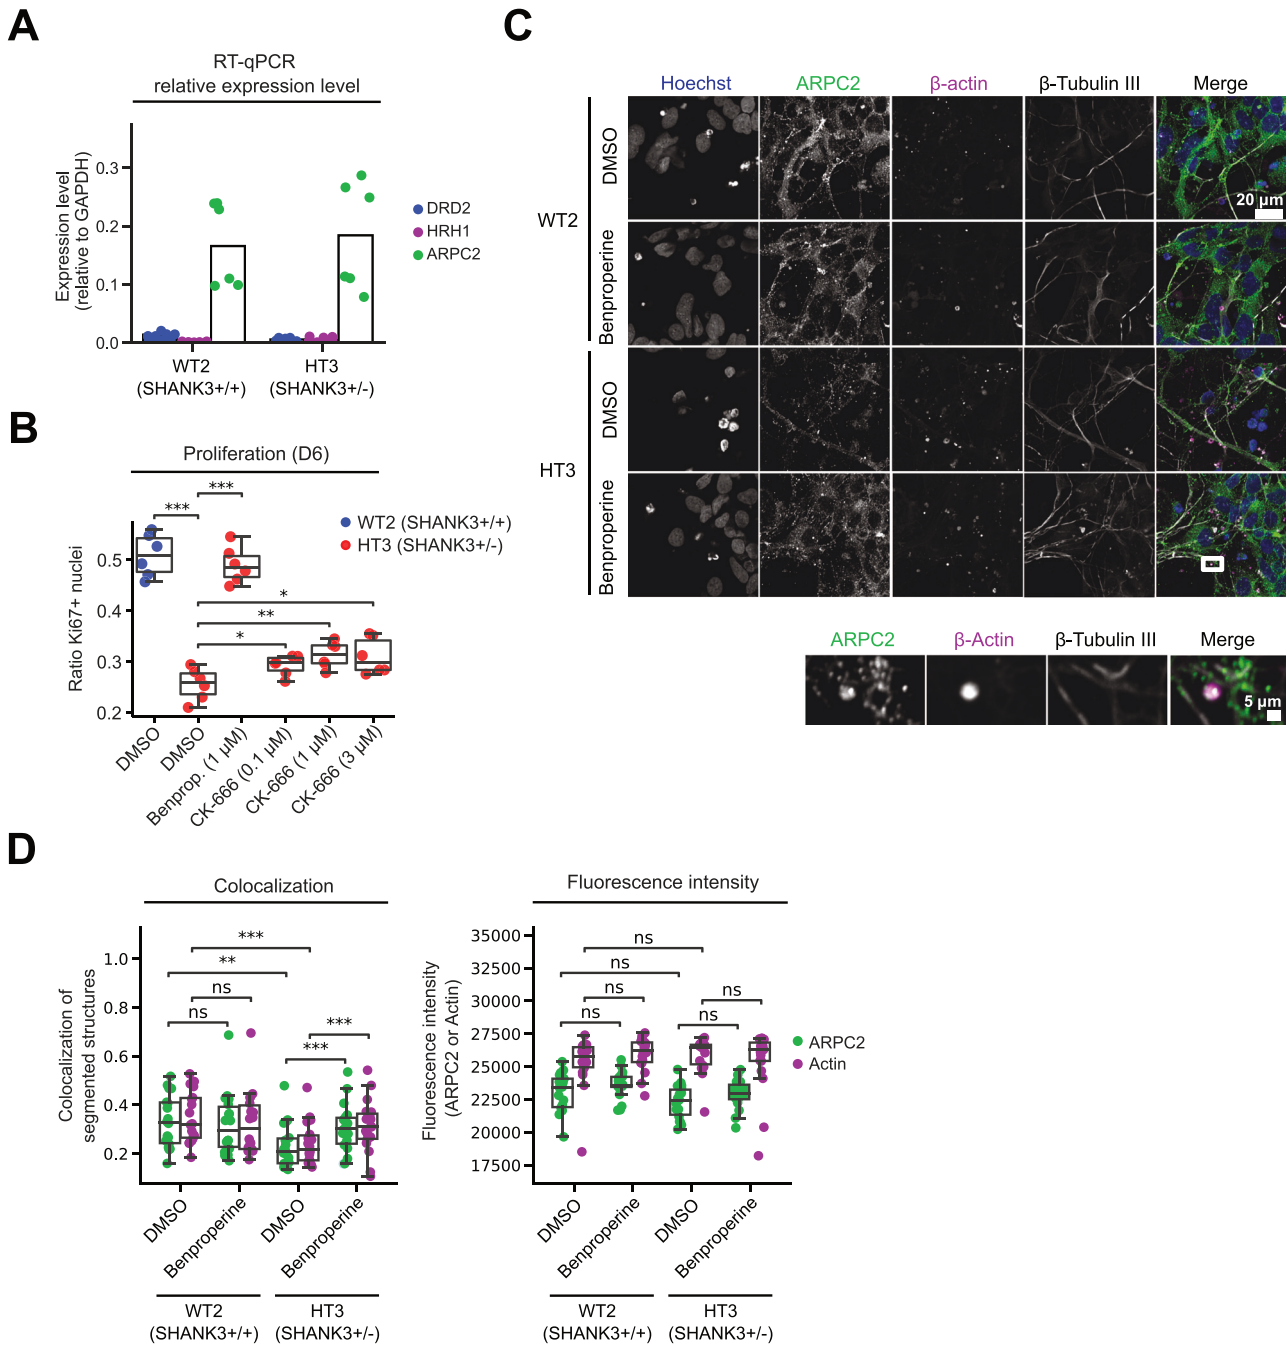 A
RT-qPCR
relative expression level
Expression level
(relative to GAPDH)
0.3
0.2
0.1
0.0
WT2
(SHANK3+/+)
HT3
(SHANK3+/-)
DRD2
HRH1
ARPC2
B
Proliferation (D6)
***
***
*
**
*
WT2 (SHANK3+/+)
HT3 (SHANK3+/-)
Ratio Ki67+ nuclei
0.5
0.4
0.3
0.2
DMSO
DMSO
Benprop. (1 µM)
CK-666 (0.1 µM)
CK-666 (1 µM)
CK-666 (3 µM)
C
Hoechst
ARPC2
β-actin
β-Tubulin III
Merge
WT2
DMSO
20 µm
Benproperine
HT3
DMSO
Benproperine
ARPC2
β-Actin
β-Tubulin III
Merge
5 µm
D
Colocalization
Colocalization of
segmented structures
1.0
0.8
0.6
0.4
0.2
***
**
ns
ns
***
***
DMSO
Benproperine
DMSO
Benproperine
WT2
(SHANK3+/+)
HT3
(SHANK3+/-)
Fluorescence intensity
Fluorescence intensity
(ARPC2 or Actin)
35000
32500
30000
27500
25000
22500
20000
17500
ns
ns
ns
ns
ns
ns
ARPC2
Actin
DMSO
Benproperine
DMSO
Benproperine
WT2
(SHANK3+/+)
HT3
(SHANK3+/-)